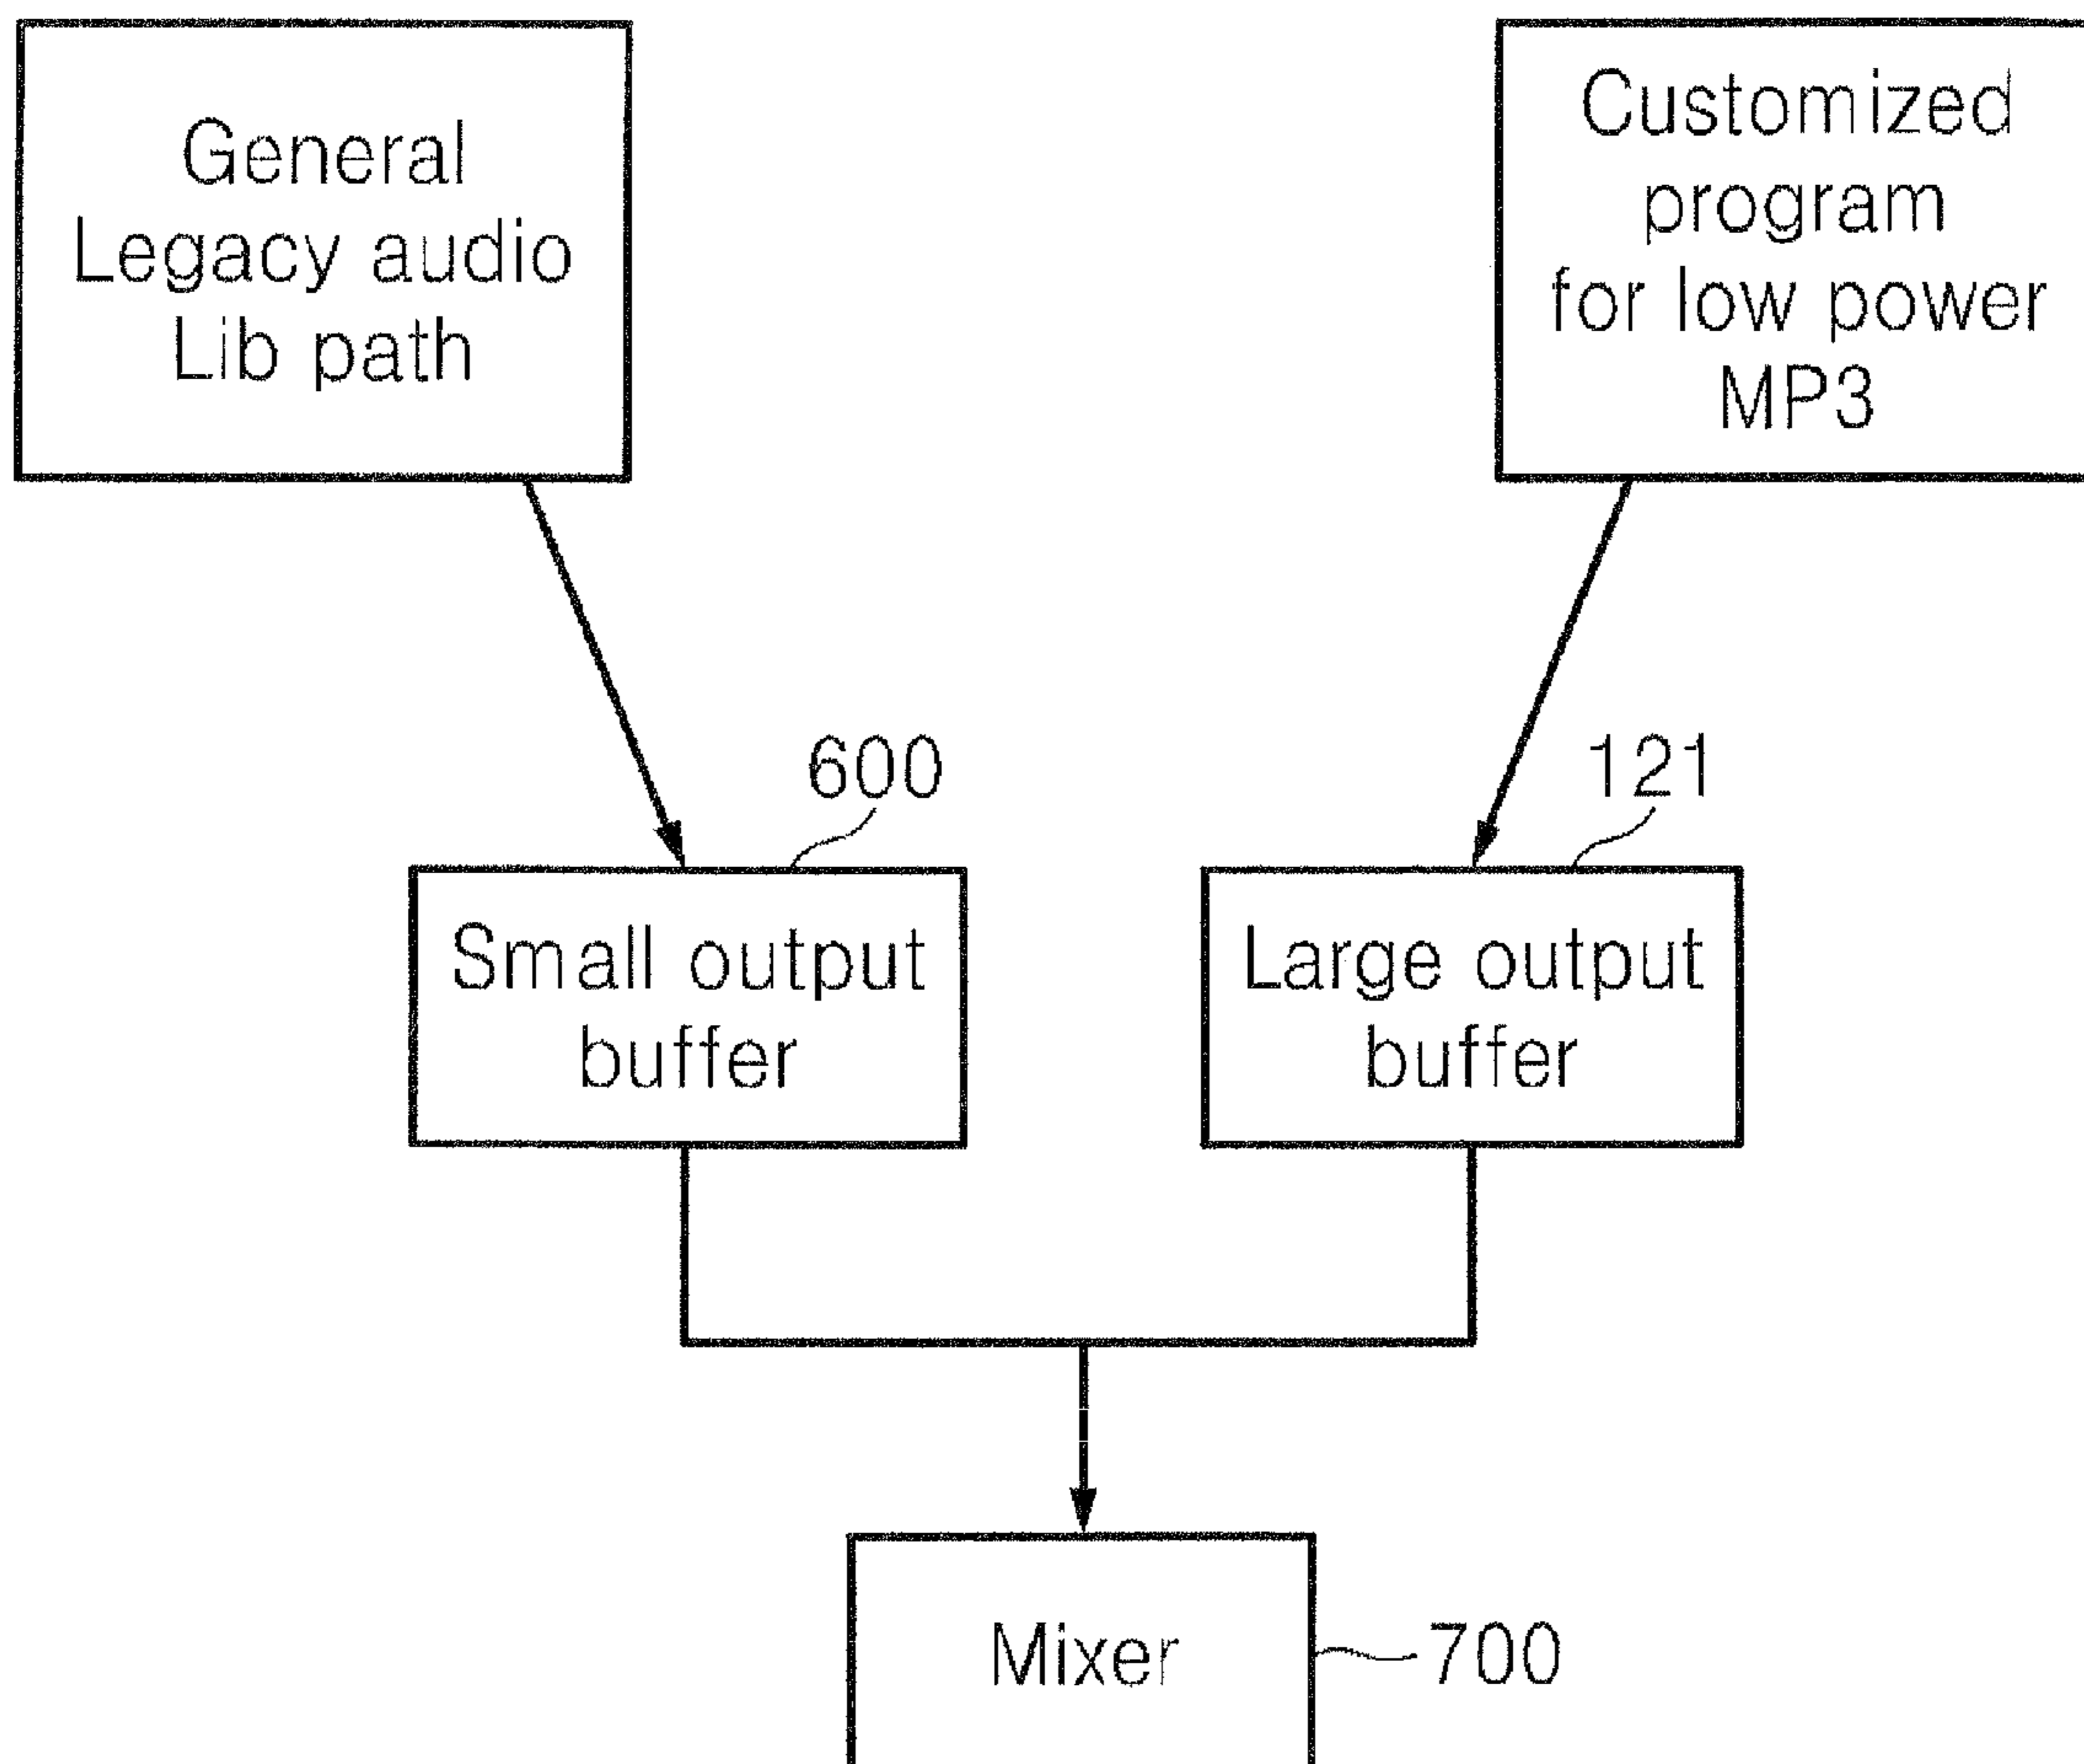 General
Legacy audio
Lib path
Customized
program
for low power
MP3
600
121
Small output
buffer
Large output
buffer
Mixer
700